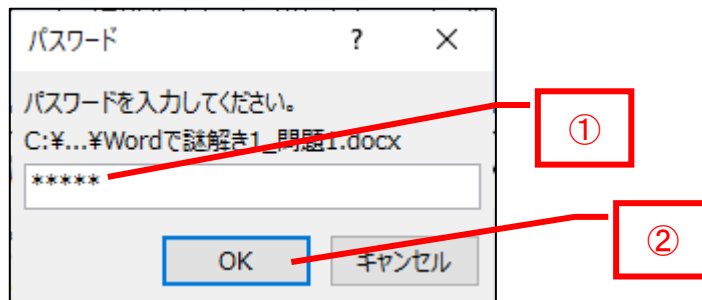 パスワード ? ×
パスワードを入力してください。
C:¥...¥Wordで謎解き1_問題1.docx
①
*****
②
OK キャンセル